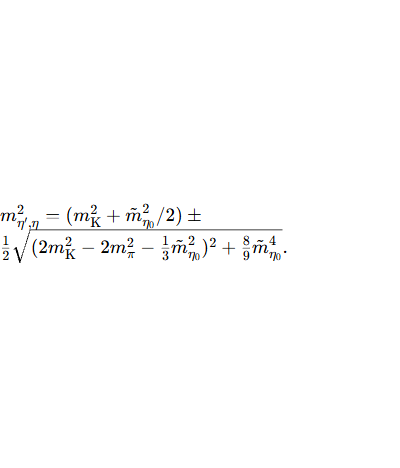 m²_{η′,η} = (m²_K + m̃²_{η₀}/2) ±
½√((2m²_K − 2m²_π − ⅓m̃²_{η₀})² + 8/9 m̃⁴_{η₀}).